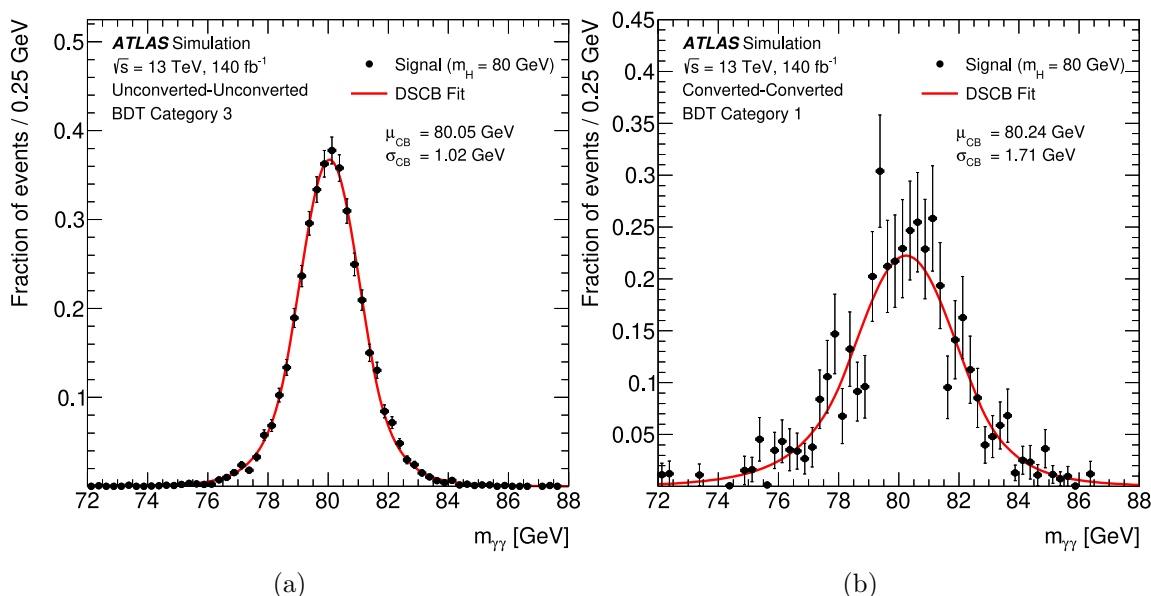 ATLAS Simulation
√s = 13 TeV, 140 fb⁻¹
Unconverted-Unconverted
BDT Category 3
Signal (m_H = 80 GeV)
DSCB Fit
μ_CB = 80.05 GeV
σ_CB = 1.02 GeV
Fraction of events / 0.25 GeV
0.5
0.4
0.3
0.2
0.1
72 74 76 78 80 82 84 86 88
m_γγ [GeV]
(a)
ATLAS Simulation
√s = 13 TeV, 140 fb⁻¹
Converted-Converted
BDT Category 1
Signal (m_H = 80 GeV)
DSCB Fit
μ_CB = 80.24 GeV
σ_CB = 1.71 GeV
Fraction of events / 0.25 GeV
0.45
0.4
0.35
0.3
0.25
0.2
0.15
0.1
0.05
72 74 76 78 80 82 84 86 88
m_γγ [GeV]
(b)